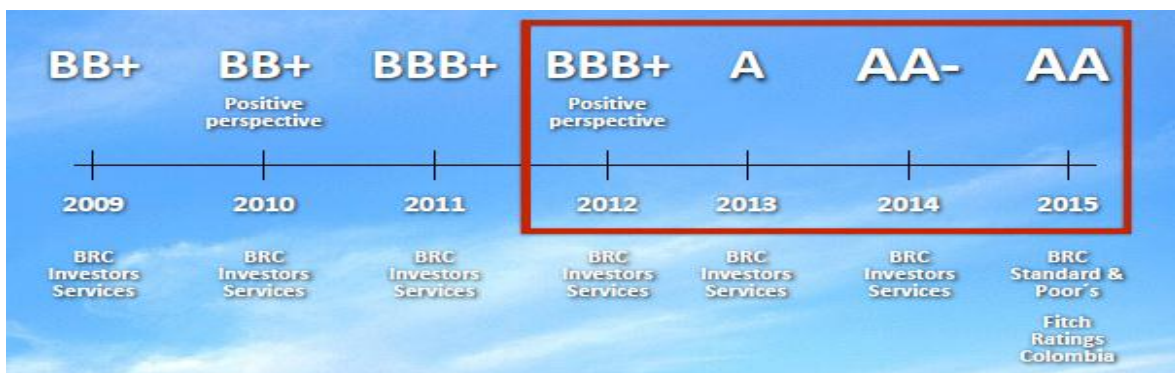 BB+ BB+ BBB+ BBB+ A AA- AA
Positive Positive
perspective perspective
2009 2010 2011 2012 2013 2014 2015
BRC BRC BRC BRC BRC BRC BRC
Investors Investors Investors Investors Investors Investors Standard &
Services Services Services Services Services Services Poor´s
Fitch
Ratings
Colombia